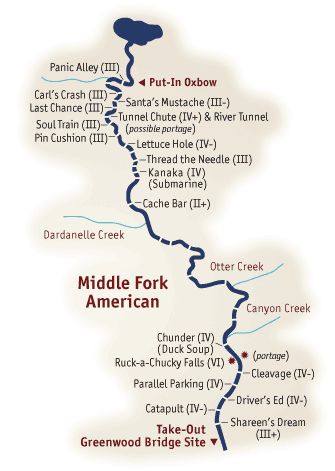 Panic Alley (III)
Put-In Oxbow
Carl's Crash (III)
Santa's Mustache (III-)
Last Chance (III)
Tunnel Chute (IV+) & River Tunnel
(possible portage)
Soul Train (III)
Pin Cushion (III)
Lettuce Hole (IV-)
Thread the Needle (III)
Kanaka (IV)
(Submarine)
Cache Bar (II+)
Dardanelle Creek
Otter Creek
Middle Fork
American
Canyon Creek
Chunder (IV)
(Duck Soup)
(portage)
Ruck-a-Chucky Falls (VI)
Cleavage (IV-)
Parallel Parking (IV)
Driver's Ed (IV-)
Catapult (IV-)
Shareen's Dream
(III+)
Take-Out
Greenwood Bridge Site